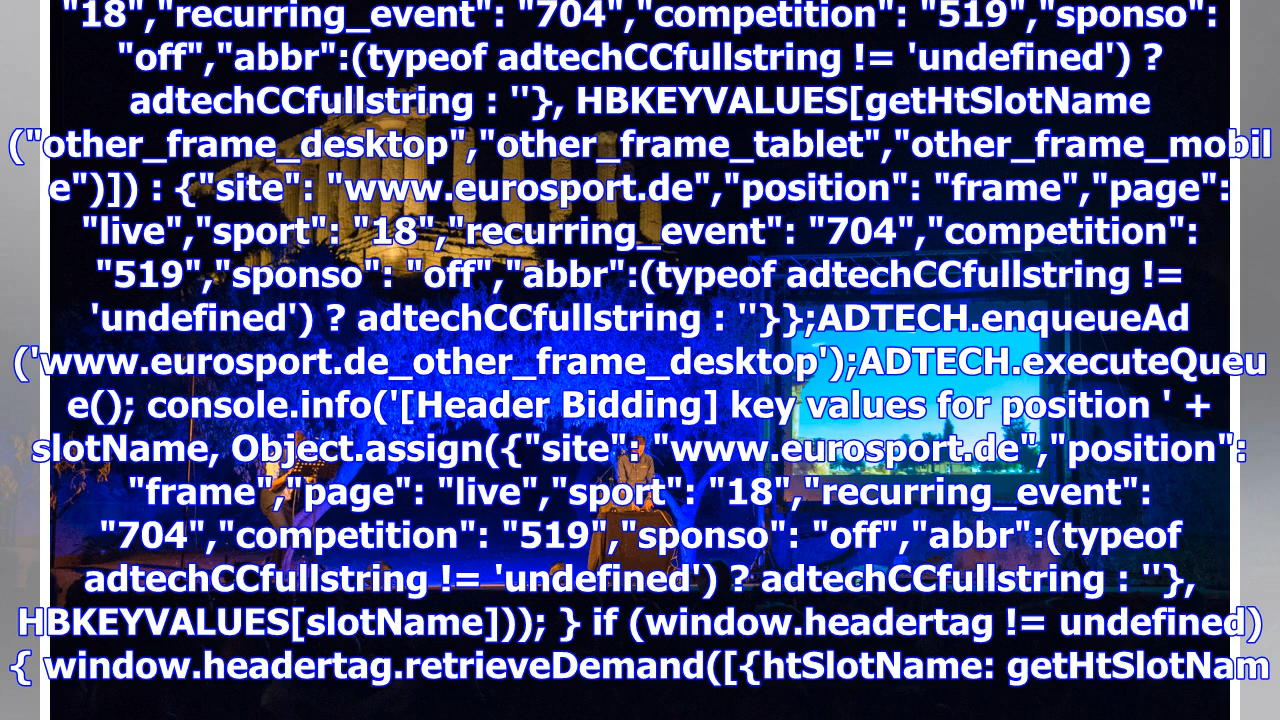 "18","recurring_event": "704","competition": "519","sponso":
"off","abbr":(typeof adtechCCfullstring != 'undefined') ?
adtechCCfullstring : ''}, HBKEYVALUES[getHtSlotName
("other_frame_desktop","other_frame_tablet","other_frame_mobil
e")]) : {"site": "www.eurosport.de","position": "frame","page":
"live","sport": "18","recurring_event": "704","competition":
"519","sponso": "off","abbr":(typeof adtechCCfullstring !=
'undefined') ? adtechCCfullstring : ''}};ADTECH.enqueueAd
('www.eurosport.de_other_frame_desktop');ADTECH.executeQueu
e(); console.info('[Header Bidding] key values for position ' +
slotName, Object.assign({"site": "www.eurosport.de","position":
"frame","page": "live","sport": "18","recurring_event":
"704","competition": "519","sponso": "off","abbr":(typeof
adtechCCfullstring != 'undefined') ? adtechCCfullstring : ''},
HBKEYVALUES[slotName])); } if (window.headertag != undefined)
{ window.headertag.retrieveDemand([{htSlotName: getHtSlotNam